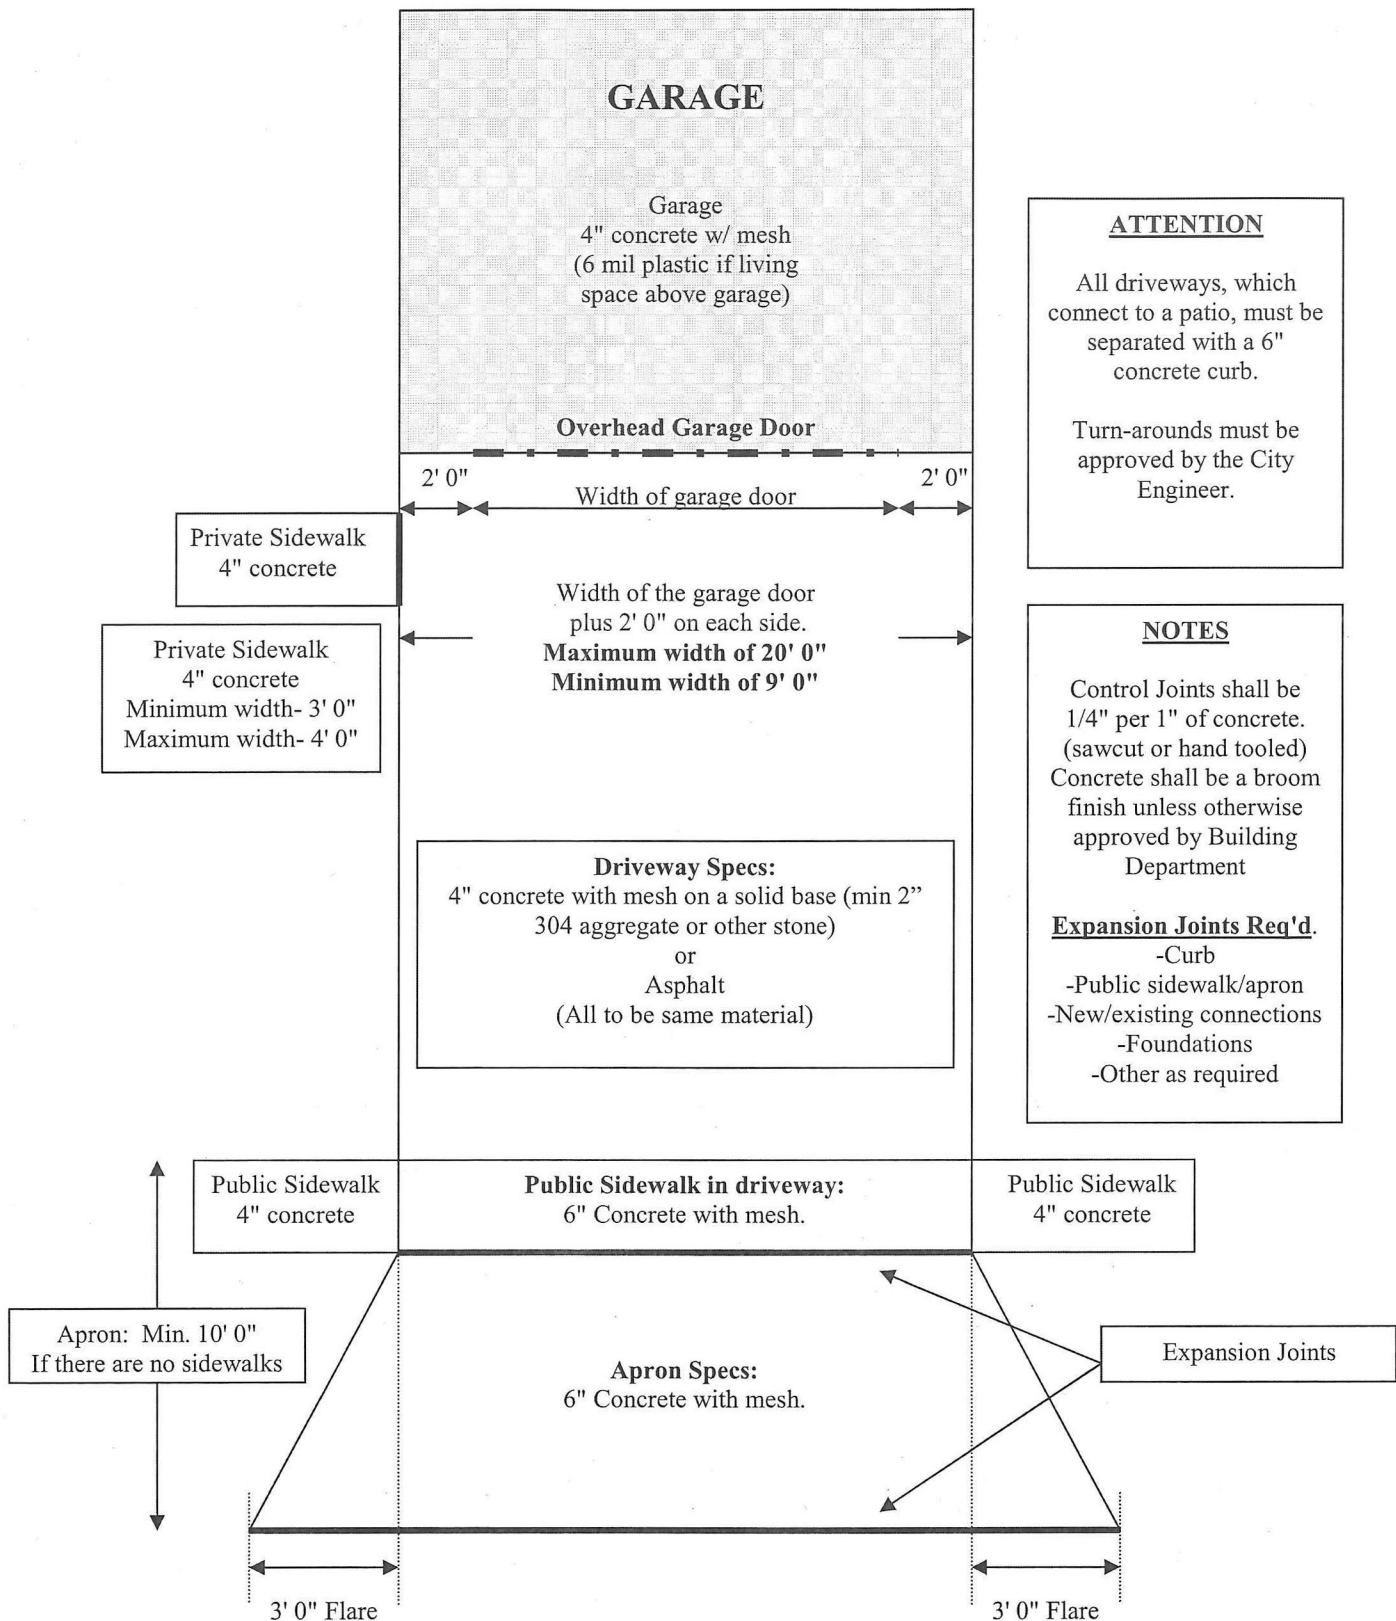 GARAGE
Garage
4" concrete w/ mesh
(6 mil plastic if living
space above garage)
Overhead Garage Door
2' 0"
Width of garage door
2' 0"
ATTENTION
All driveways, which
connect to a patio, must be
separated with a 6"
concrete curb.
Turn-arounds must be
approved by the City
Engineer.
Private Sidewalk
4" concrete
Width of the garage door
plus 2' 0" on each side.
Maximum width of 20' 0"
Minimum width of 9' 0"
Private Sidewalk
4" concrete
Minimum width- 3' 0"
Maximum width- 4' 0"
NOTES
Control Joints shall be
1/4" per 1" of concrete.
(sawcut or hand tooled)
Concrete shall be a broom
finish unless otherwise
approved by Building
Department
Expansion Joints Req'd.
-Curb
-Public sidewalk/apron
-New/existing connections
-Foundations
-Other as required
Driveway Specs:
4" concrete with mesh on a solid base (min 2”
304 aggregate or other stone)
or
Asphalt
(All to be same material)
Public Sidewalk
4" concrete
Public Sidewalk in driveway:
6" Concrete with mesh.
Public Sidewalk
4" concrete
Apron: Min. 10' 0"
If there are no sidewalks
Apron Specs:
6" Concrete with mesh.
Expansion Joints
3' 0" Flare
3' 0" Flare